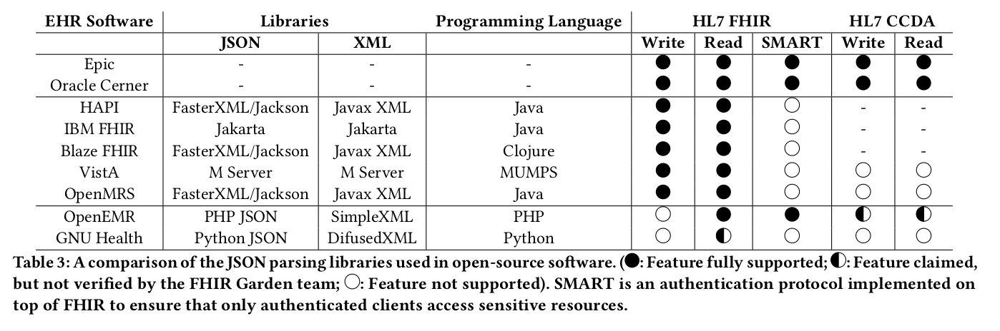 EHR Software Libraries Programming Language HL7 FHIR HL7 CCDA
JSON XML Write Read SMART Write Read
Epic - - - ● ● ● ● ●
Oracle Cerner - - - ● ● ● ● ●
HAPI FasterXML/Jackson Javax XML Java ● ● ○ - -
IBM FHIR Jakarta Jakarta Java ● ● ○ - -
Blaze FHIR FasterXML/Jackson Javax XML Clojure ● ● ○ - -
VistA M Server M Server MUMPS ● ● ○ ○ ○
OpenMRS FasterXML/Jackson Javax XML Java ● ● ○ ○ ○
OpenEMR PHP JSON SimpleXML PHP ○ ● ● ◐ ◐
GNU Health Python JSON DifusedXML Python ○ ◐ ○ ○ ○
Table 3: A comparison of the JSON parsing libraries used in open-source software. (●: Feature fully supported; ◐: Feature claimed,
but not verified by the FHIR Garden team; ○: Feature not supported). SMART is an authentication protocol implemented on
top of FHIR to ensure that only authenticated clients access sensitive resources.